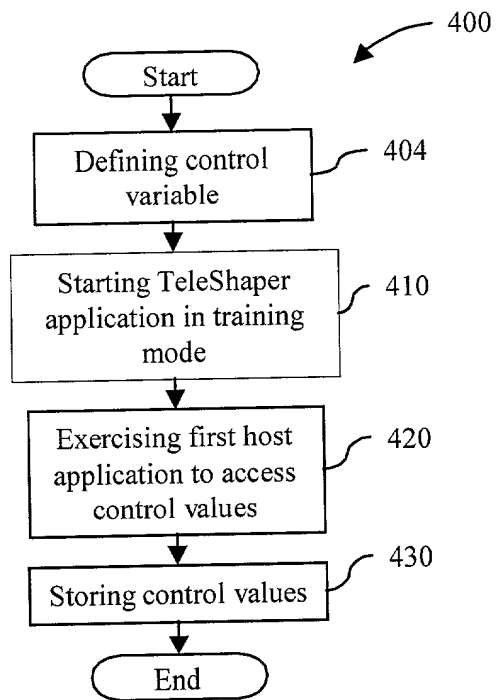 400
Start
Defining control
variable
404
Starting TeleShaper
application in training
mode
410
Exercising first host
application to access
control values
420
Storing control values
430
End